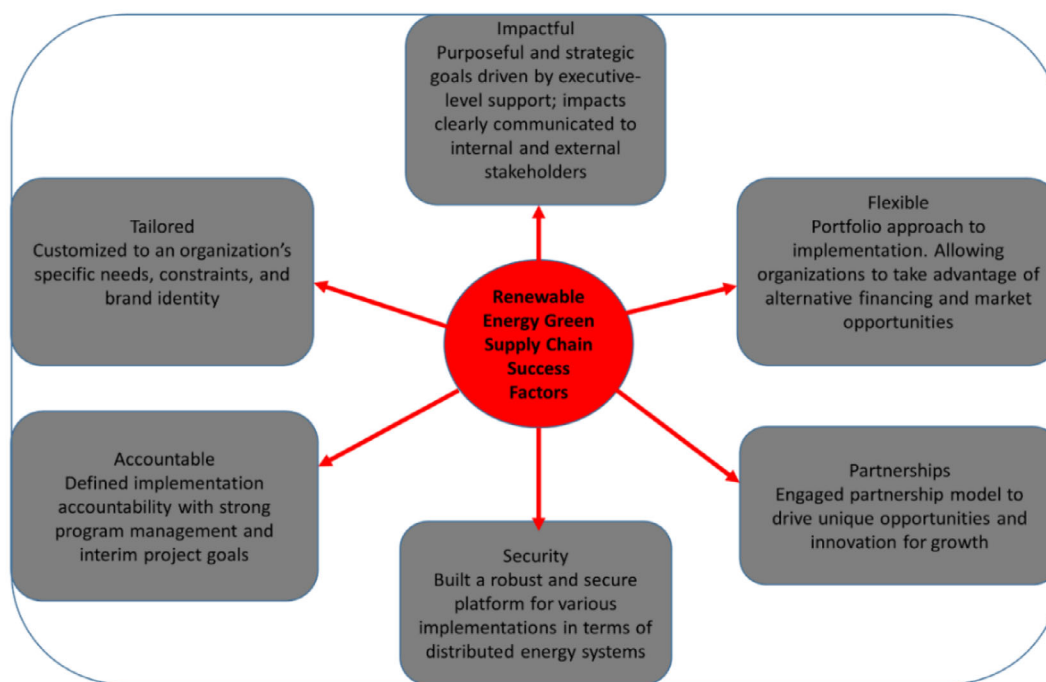 Impactful
Purposeful and strategic
goals driven by executive-
level support; impacts
clearly communicated to
internal and external
stakeholders
Tailored
Customized to an organization's
specific needs, constraints, and
brand identity
Flexible
Portfolio approach to
implementation. Allowing
organizations to take advantage of
alternative financing and market
opportunities
Renewable
Energy Green
Supply Chain
Success
Factors
Accountable
Defined implementation
accountability with strong
program management and
interim project goals
Partnerships
Engaged partnership model to
drive unique opportunities and
innovation for growth
Security
Built a robust and secure
platform for various
implementations in terms of
distributed energy systems